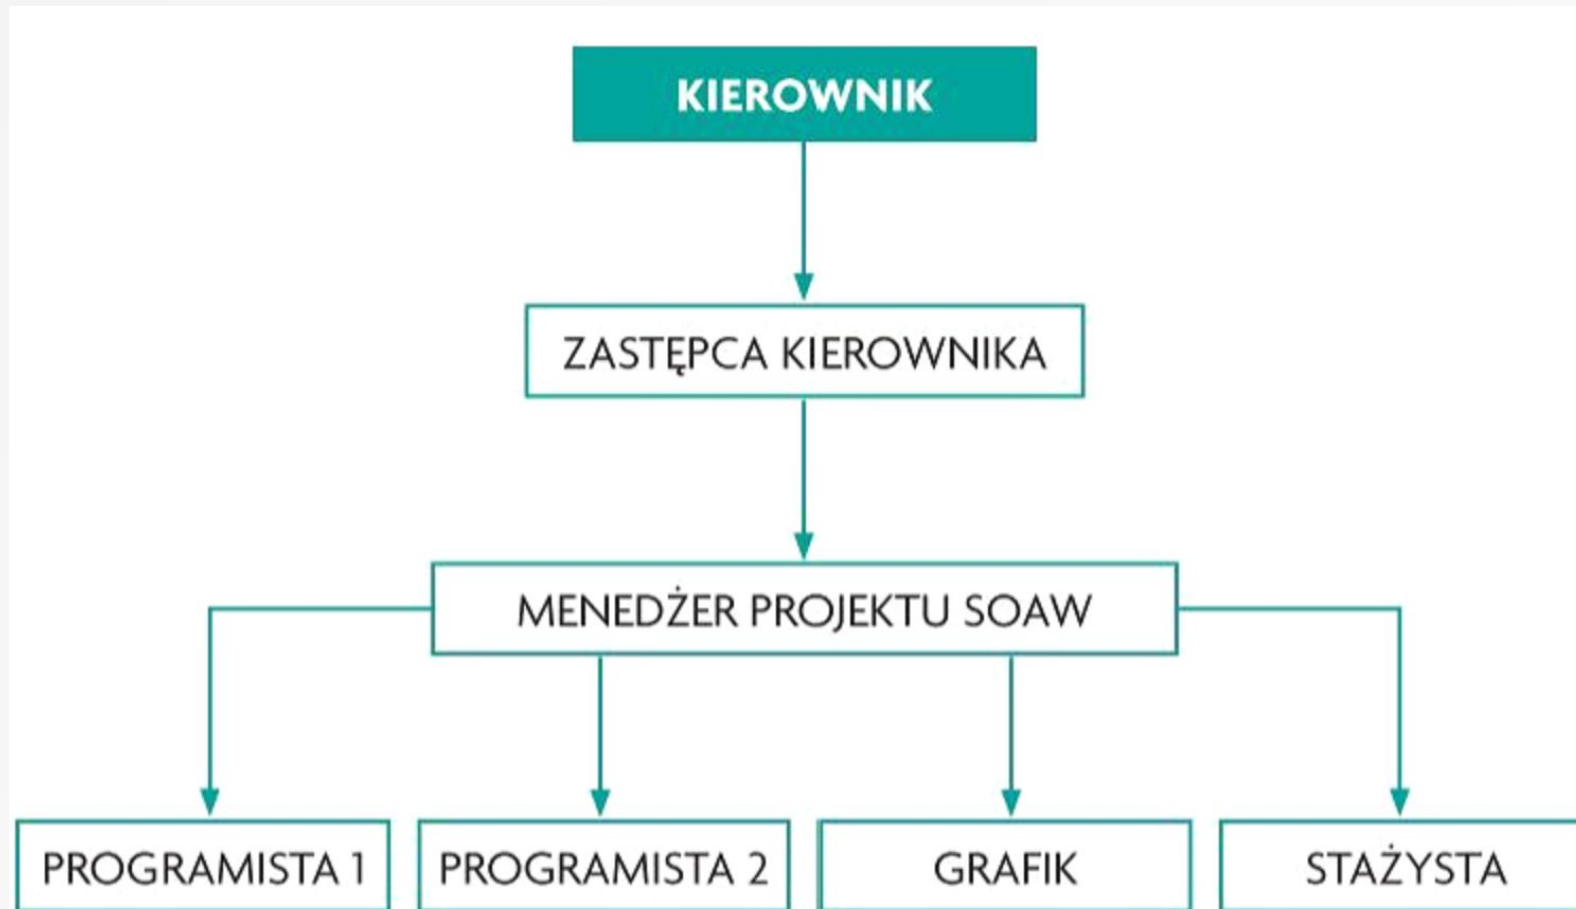 KIEROWNIK
ZASTĘPCA KIEROWNIKA
MENEDŻER PROJEKTU SOAW
PROGRAMISTA 1
PROGRAMISTA 2
GRAFIK
STAŻYSTA